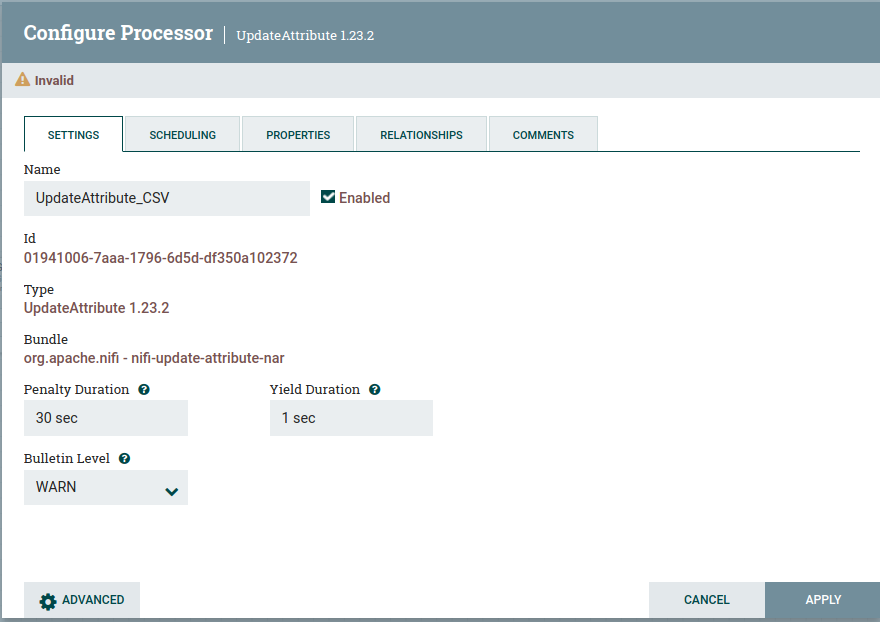 Configure Processor | UpdateAttribute 1.23.2
Invalid
SETTINGS SCHEDULING PROPERTIES RELATIONSHIPS COMMENTS
Name
UpdateAttribute_CSV Enabled
Id
01941006-7aaa-1796-6d5d-df350a102372
Type
UpdateAttribute 1.23.2
Bundle
org.apache.nifi - nifi-update-attribute-nar
Penalty Duration ? Yield Duration ?
30 sec 1 sec
Bulletin Level ?
WARN
ADVANCED CANCEL APPLY